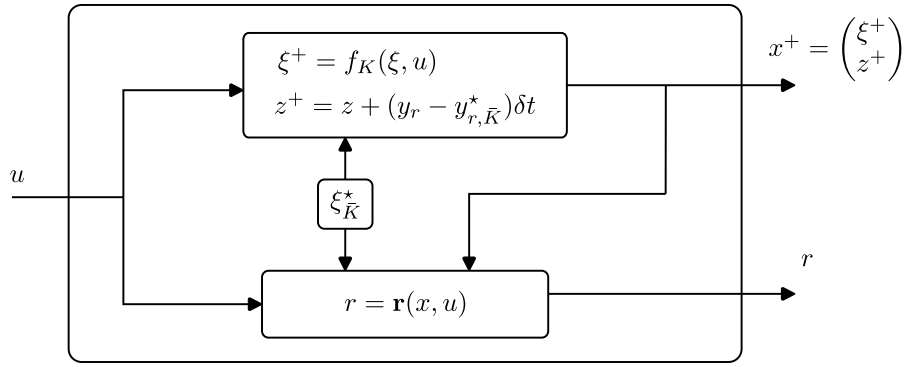 x⁺ = (ξ⁺
z⁺)
ξ⁺ = f_K(ξ, u)
z⁺ = z + (y_r − y⋆_{r,K̄})δt
u
ξ⋆_K̄
r
r = 𝐫(x, u)